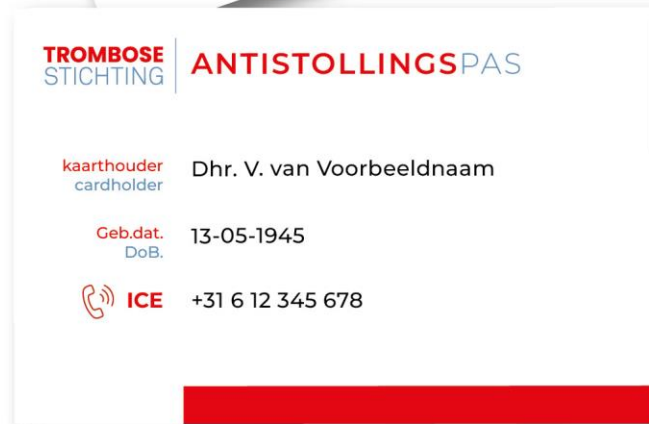 TROMBOSE
STICHTING
ANTISTOLLINGSPAS
kaarthouder
cardholder
Dhr. V. van Voorbeeldnaam
Geb.dat.
DoB.
13-05-1945
ICE
+31 6 12 345 678